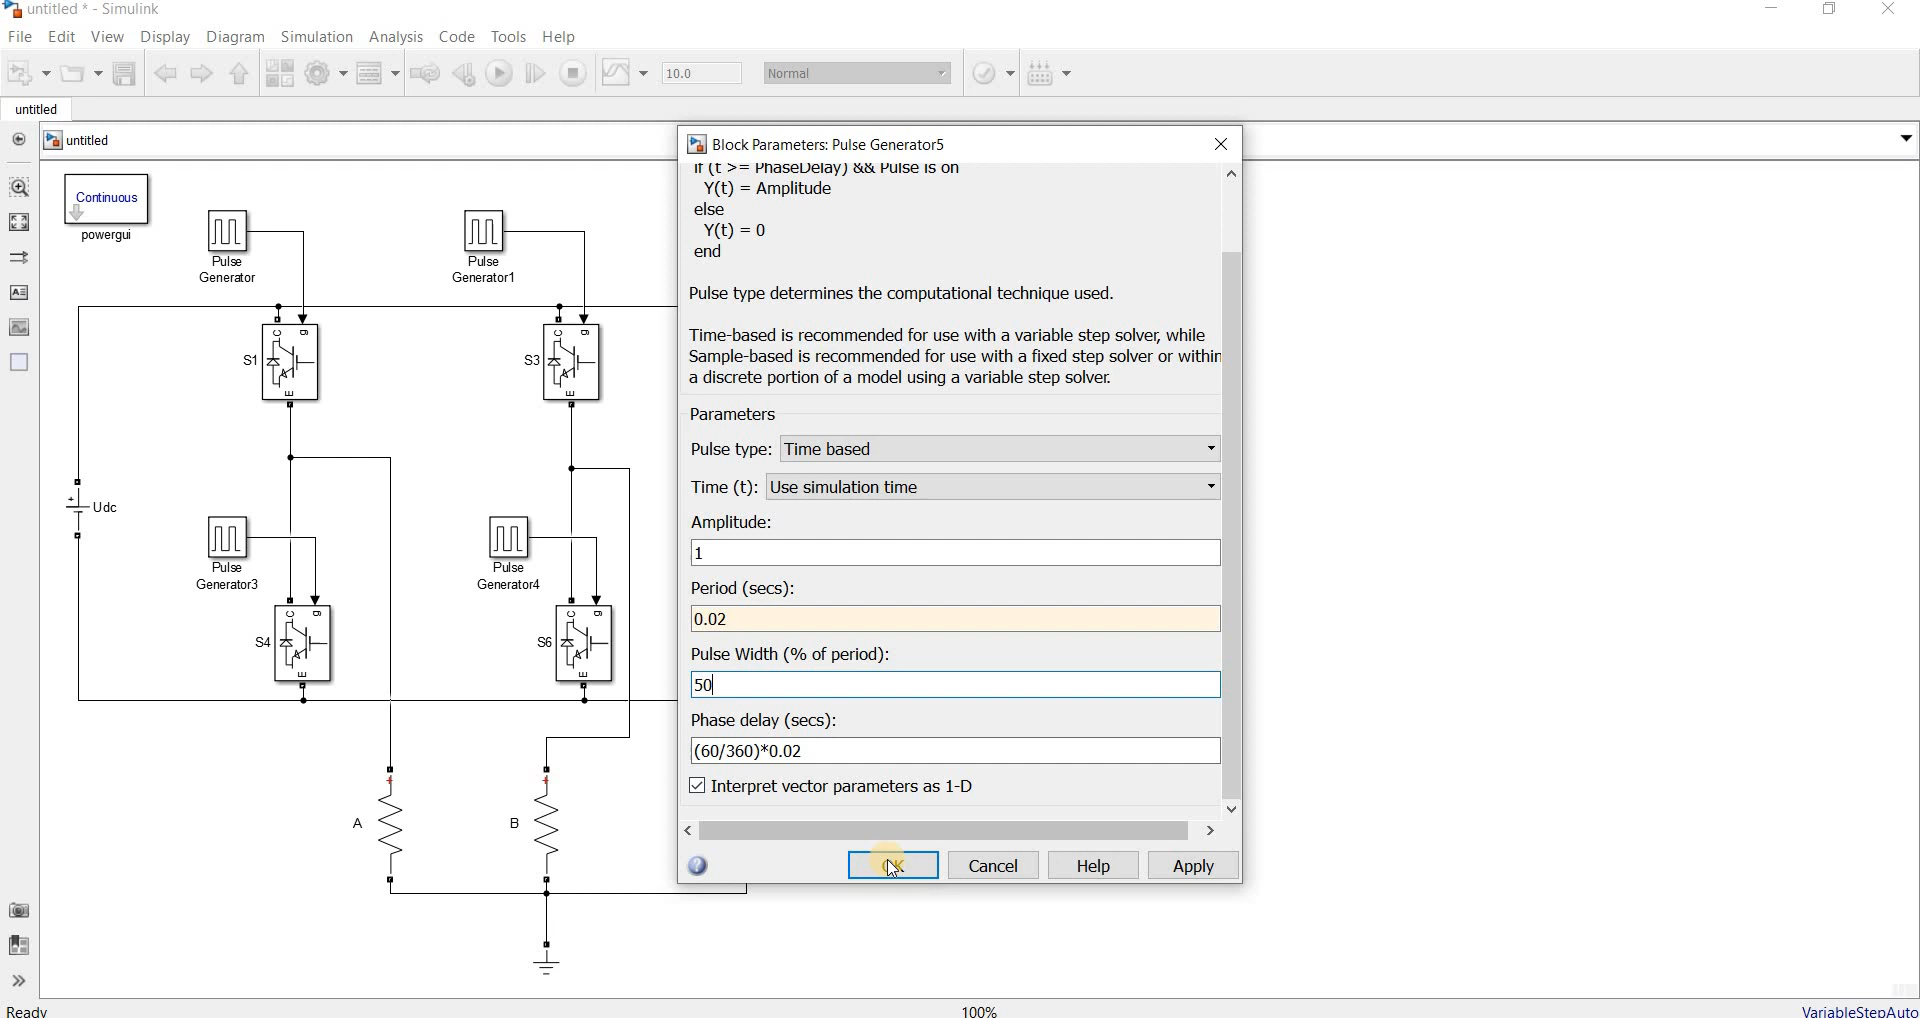 untitled * - Simulink
File Edit View Display Diagram Simulation Analysis Code Tools Help
10.0 Normal
untitled
untitled
Continuous
powergui
Pulse
Generator
Pulse
Generator1
C g
S1
E
C g
S3
E
+
Udc
Pulse
Generator3
Pulse
Generator4
C g
S4
E
C g
S6
E
+
A
+
B
Block Parameters: Pulse Generator5
if (t >= PhaseDelay) && Pulse is on
Y(t) = Amplitude
else
Y(t) = 0
end
Pulse type determines the computational technique used.
Time-based is recommended for use with a variable step solver, while
Sample-based is recommended for use with a fixed step solver or within
a discrete portion of a model using a variable step solver.
Parameters
Pulse type: Time based
Time (t): Use simulation time
Amplitude:
1
Period (secs):
0.02
Pulse Width (% of period):
50
Phase delay (secs):
(60/360)*0.02
Interpret vector parameters as 1-D
OK Cancel Help Apply
Ready 100% VariableStepAuto